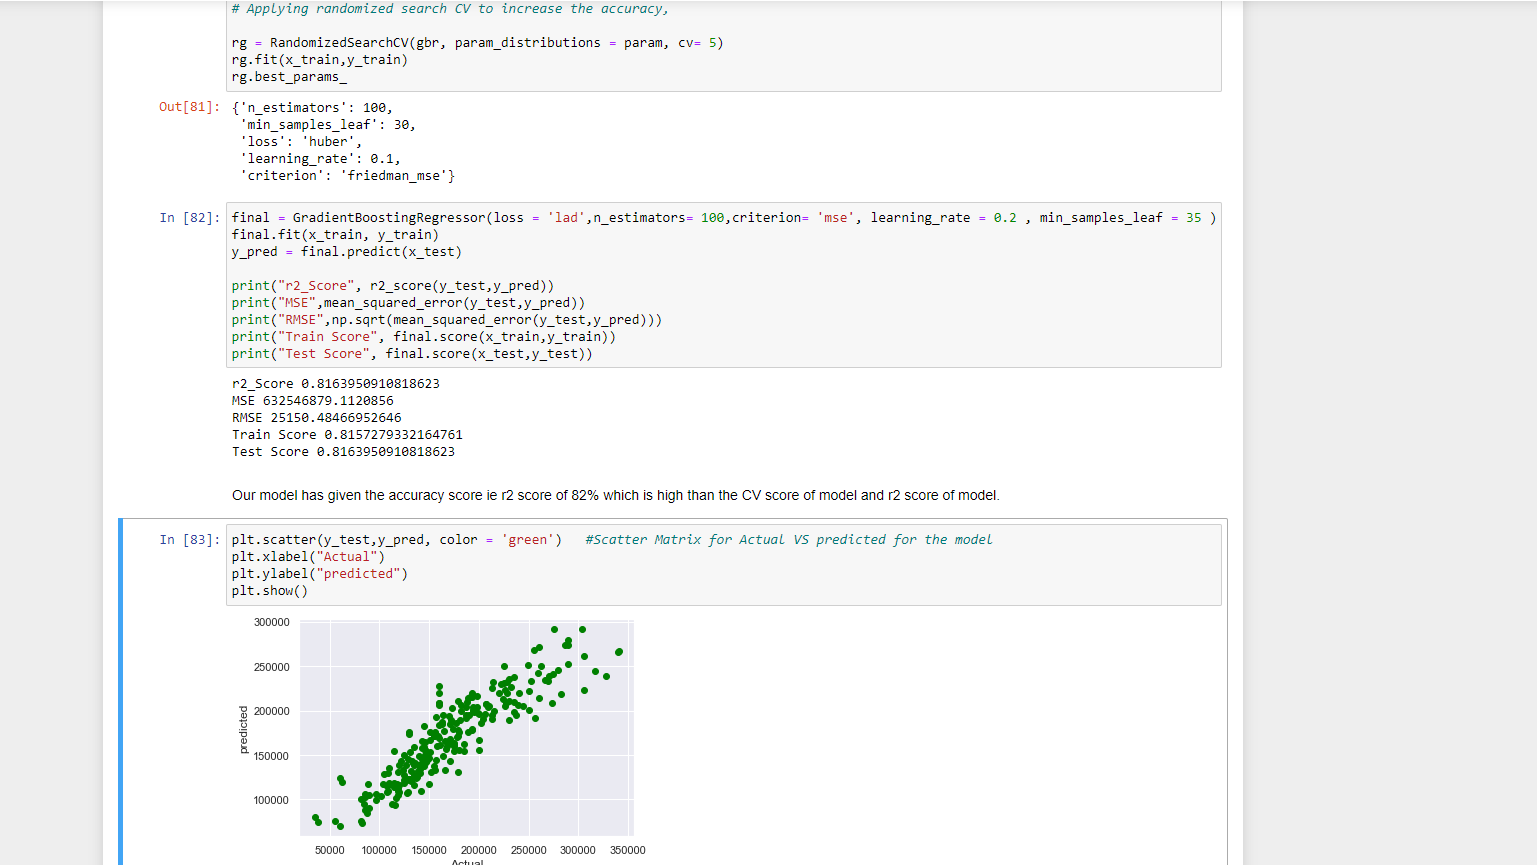 # Applying randomized search CV to increase the accuracy,
rg = RandomizedSearchCV(gbr, param_distributions = param, cv= 5)
rg.fit(x_train,y_train)
rg.best_params_
Out[81]: {'n_estimators': 100,
'min_samples_leaf': 30,
'loss': 'huber',
'learning_rate': 0.1,
'criterion': 'friedman_mse'}
In [82]: final = GradientBoostingRegressor(loss = 'lad',n_estimators= 100,criterion= 'mse', learning_rate = 0.2 , min_samples_leaf = 35 )
final.fit(x_train, y_train)
y_pred = final.predict(x_test)
print("r2_Score", r2_score(y_test,y_pred))
print("MSE",mean_squared_error(y_test,y_pred))
print("RMSE",np.sqrt(mean_squared_error(y_test,y_pred)))
print("Train Score", final.score(x_train,y_train))
print("Test Score", final.score(x_test,y_test))
r2_Score 0.8163950910818623
MSE 632546879.1120856
RMSE 25150.48466952646
Train Score 0.8157279332164761
Test Score 0.8163950910818623
Our model has given the accuracy score ie r2 score of 82% which is high than the CV score of model and r2 score of model.
In [83]: plt.scatter(y_test,y_pred, color = 'green') #Scatter Matrix for Actual VS predicted for the model
plt.xlabel("Actual")
plt.ylabel("predicted")
plt.show()
300000
250000
200000
150000
100000
predicted
50000 100000 150000 200000 250000 300000 350000
Actual